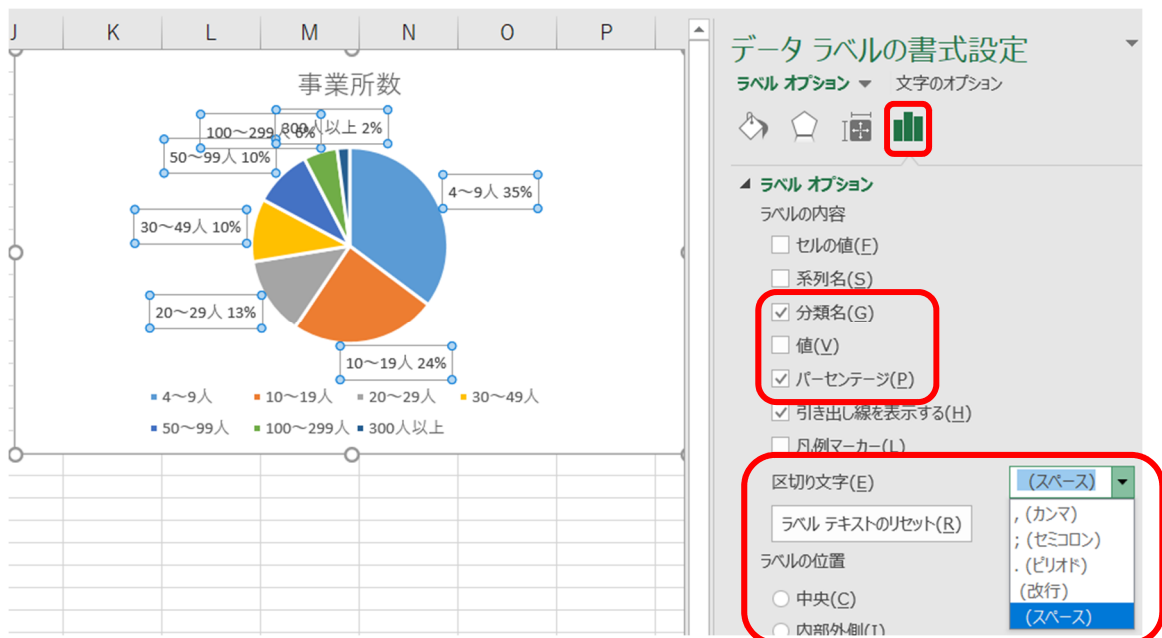 J K L M N O P
事業所数
300人以上 2%
100～299人 6%
50～99人 10%
4～9人 35%
30～49人 10%
20～29人 13%
10～19人 24%
4～9人 10～19人 20～29人 30～49人
50～99人 100～299人 300人以上
データ ラベルの書式設定
ラベル オプション 文字のオプション
ラベル オプション
ラベルの内容
セルの値(F)
系列名(S)
分類名(G)
値(V)
パーセンテージ(P)
引き出し線を表示する(H)
凡例マーカー(L)
区切り文字(E) (スペース)
, (カンマ)
; (セミコロン)
. (ピリオド)
(改行)
(スペース)
ラベル テキストのリセット(R)
ラベルの位置
中央(C)
内部外側(I)